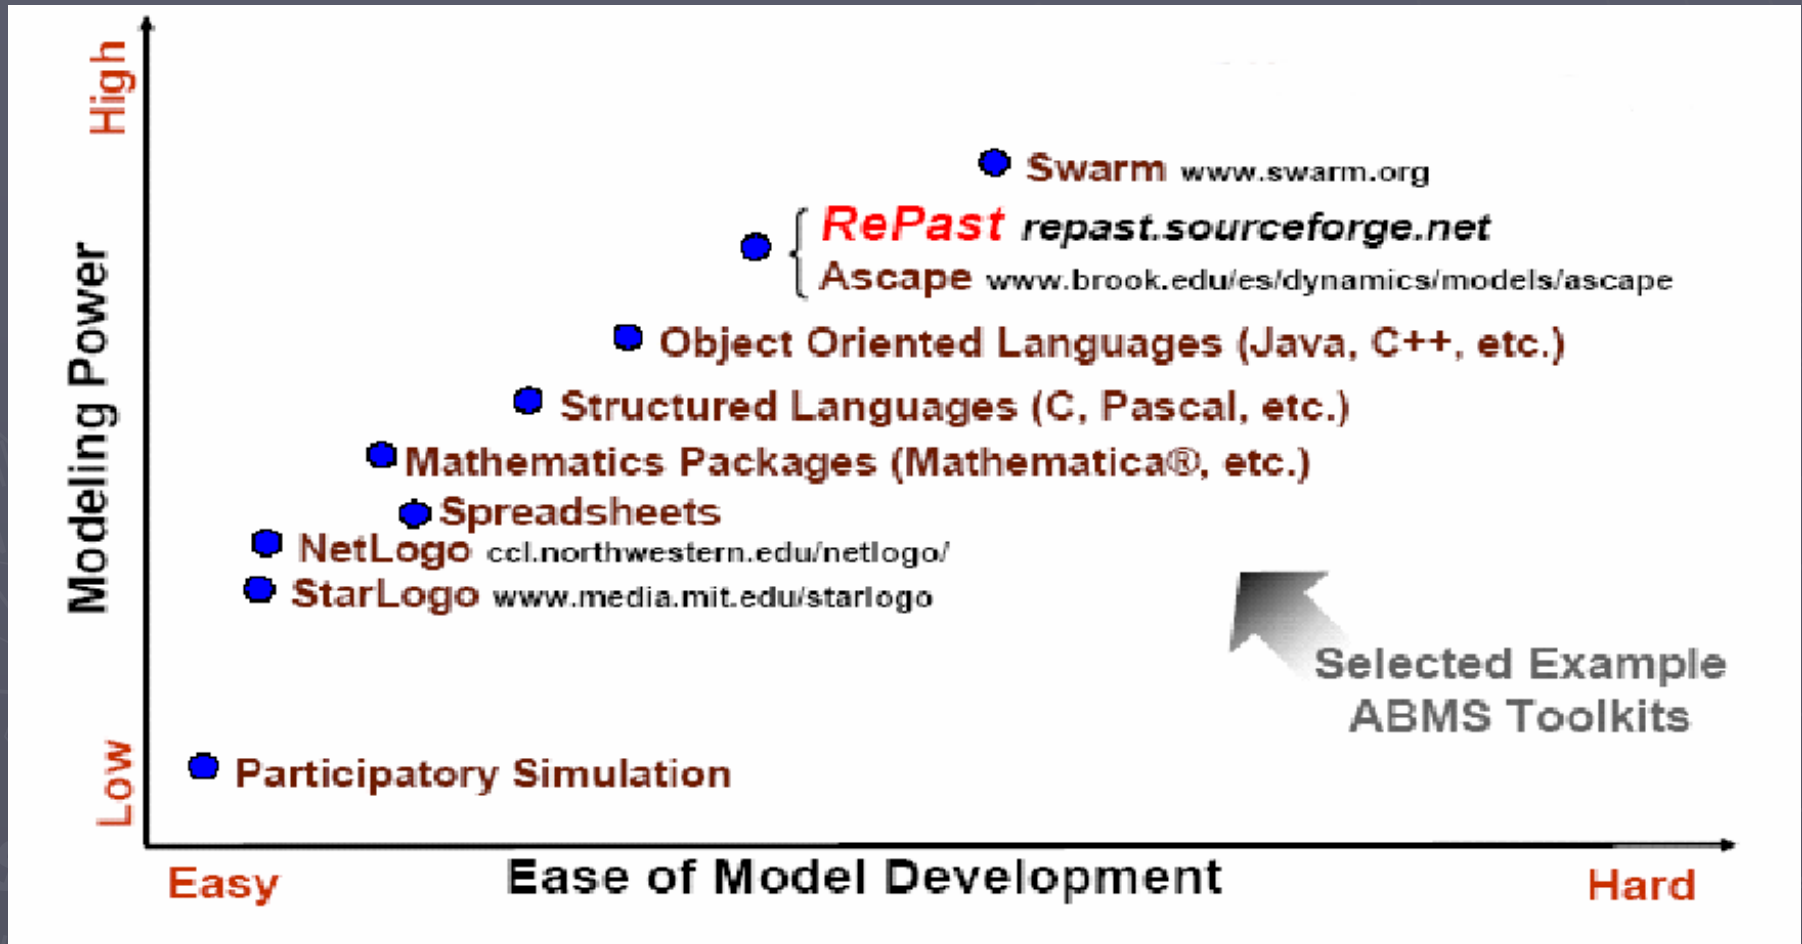 High
Modeling Power
Low
Swarm www.swarm.org
RePast repast.sourceforge.net
Ascape www.brook.edu/es/dynamics/models/ascape
Object Oriented Languages (Java, C++, etc.)
Structured Languages (C, Pascal, etc.)
Mathematics Packages (Mathematica®, etc.)
Spreadsheets
NetLogo ccl.northwestern.edu/netlogo/
StarLogo www.media.mit.edu/starlogo
Selected Example
ABMS Toolkits
Participatory Simulation
Easy
Ease of Model Development
Hard